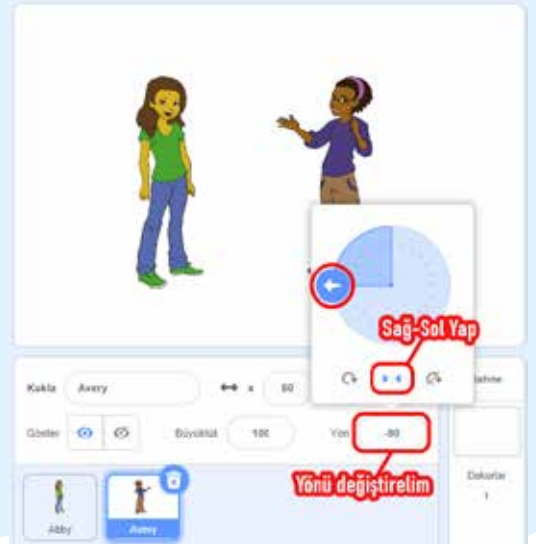 Sağ-Sol Yap
Kukla Avery x 80
Göster Büyüklük 100 Yön -90
Yönü değiştirelim
Dekorlar
1
Abby Avery